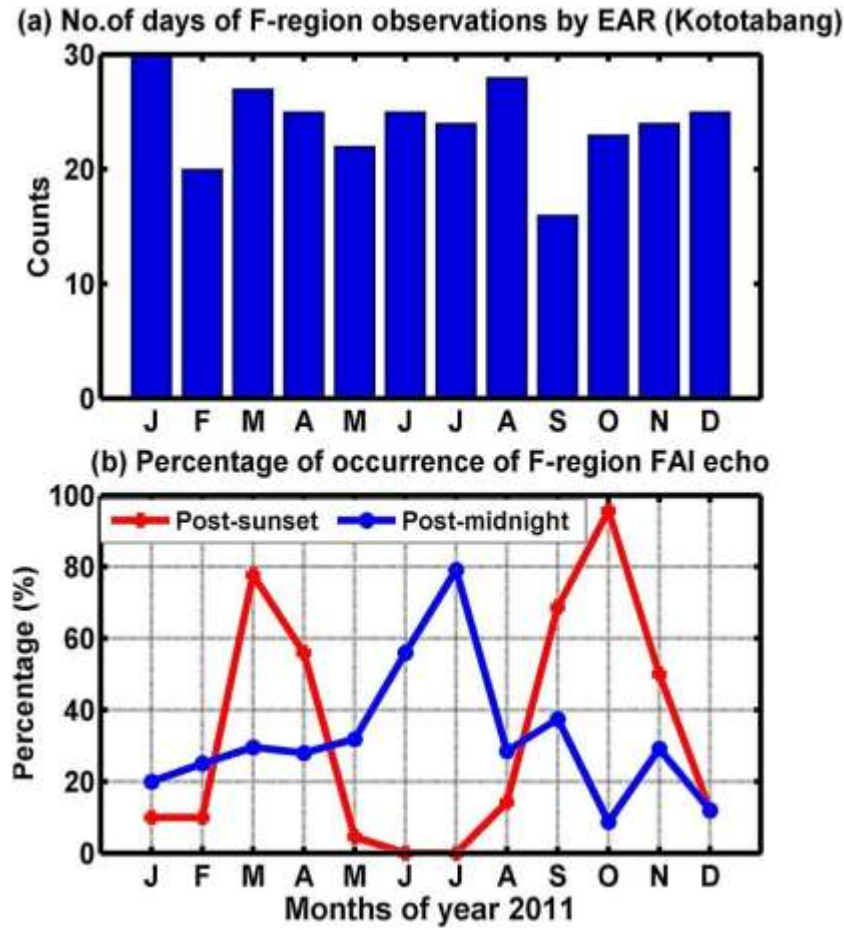 (a) No.of days of F-region observations by EAR (Kototabang)
30
20
10
0
Counts
J F M A M J J A S O N D
(b) Percentage of occurrence of F-region FAI echo
100
80
60
40
20
0
Percentage (%)
Post-sunset Post-midnight
J F M A M J J A S O N D
Months of year 2011